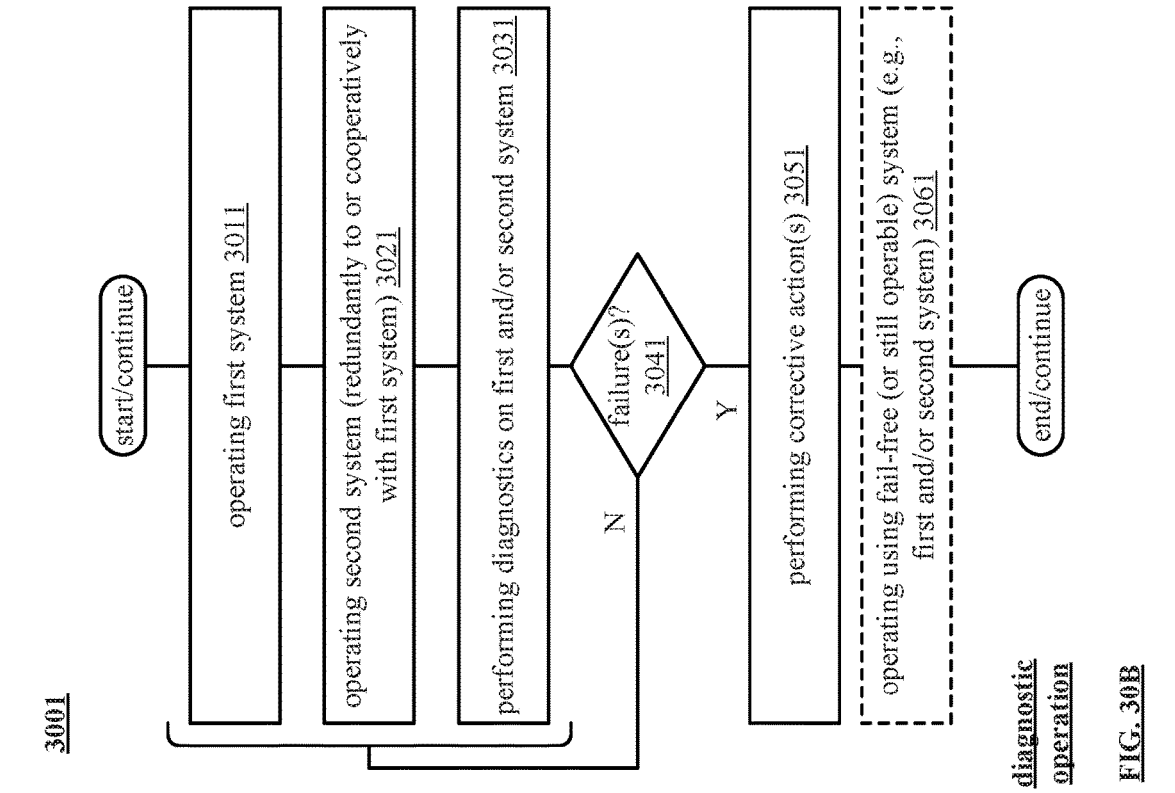 3001
start/continue
operating first system 3011
operating second system (redundantly to or cooperatively
with first system) 3021
performing diagnostics on first and/or second system 3031
failure(s)?
3041
N
Y
performing corrective action(s) 3051
operating using fail-free (or still operable) system (e.g.,
first and/or second system) 3061
end/continue
diagnostic
operation
FIG. 30B